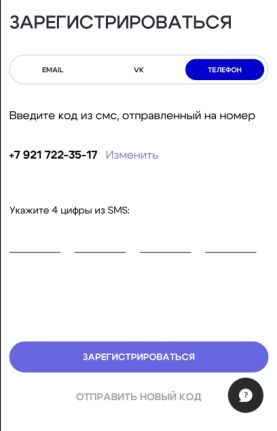 ЗАРЕГИСТРИРОВАТЬСЯ
EMAIL VK ТЕЛЕФОН
Введите код из смс, отправленный на номер
+7 921 722-35-17 Изменить
Укажите 4 цифры из SMS:
ЗАРЕГИСТРИРОВАТЬСЯ
ОТПРАВИТЬ НОВЫЙ КОД
?